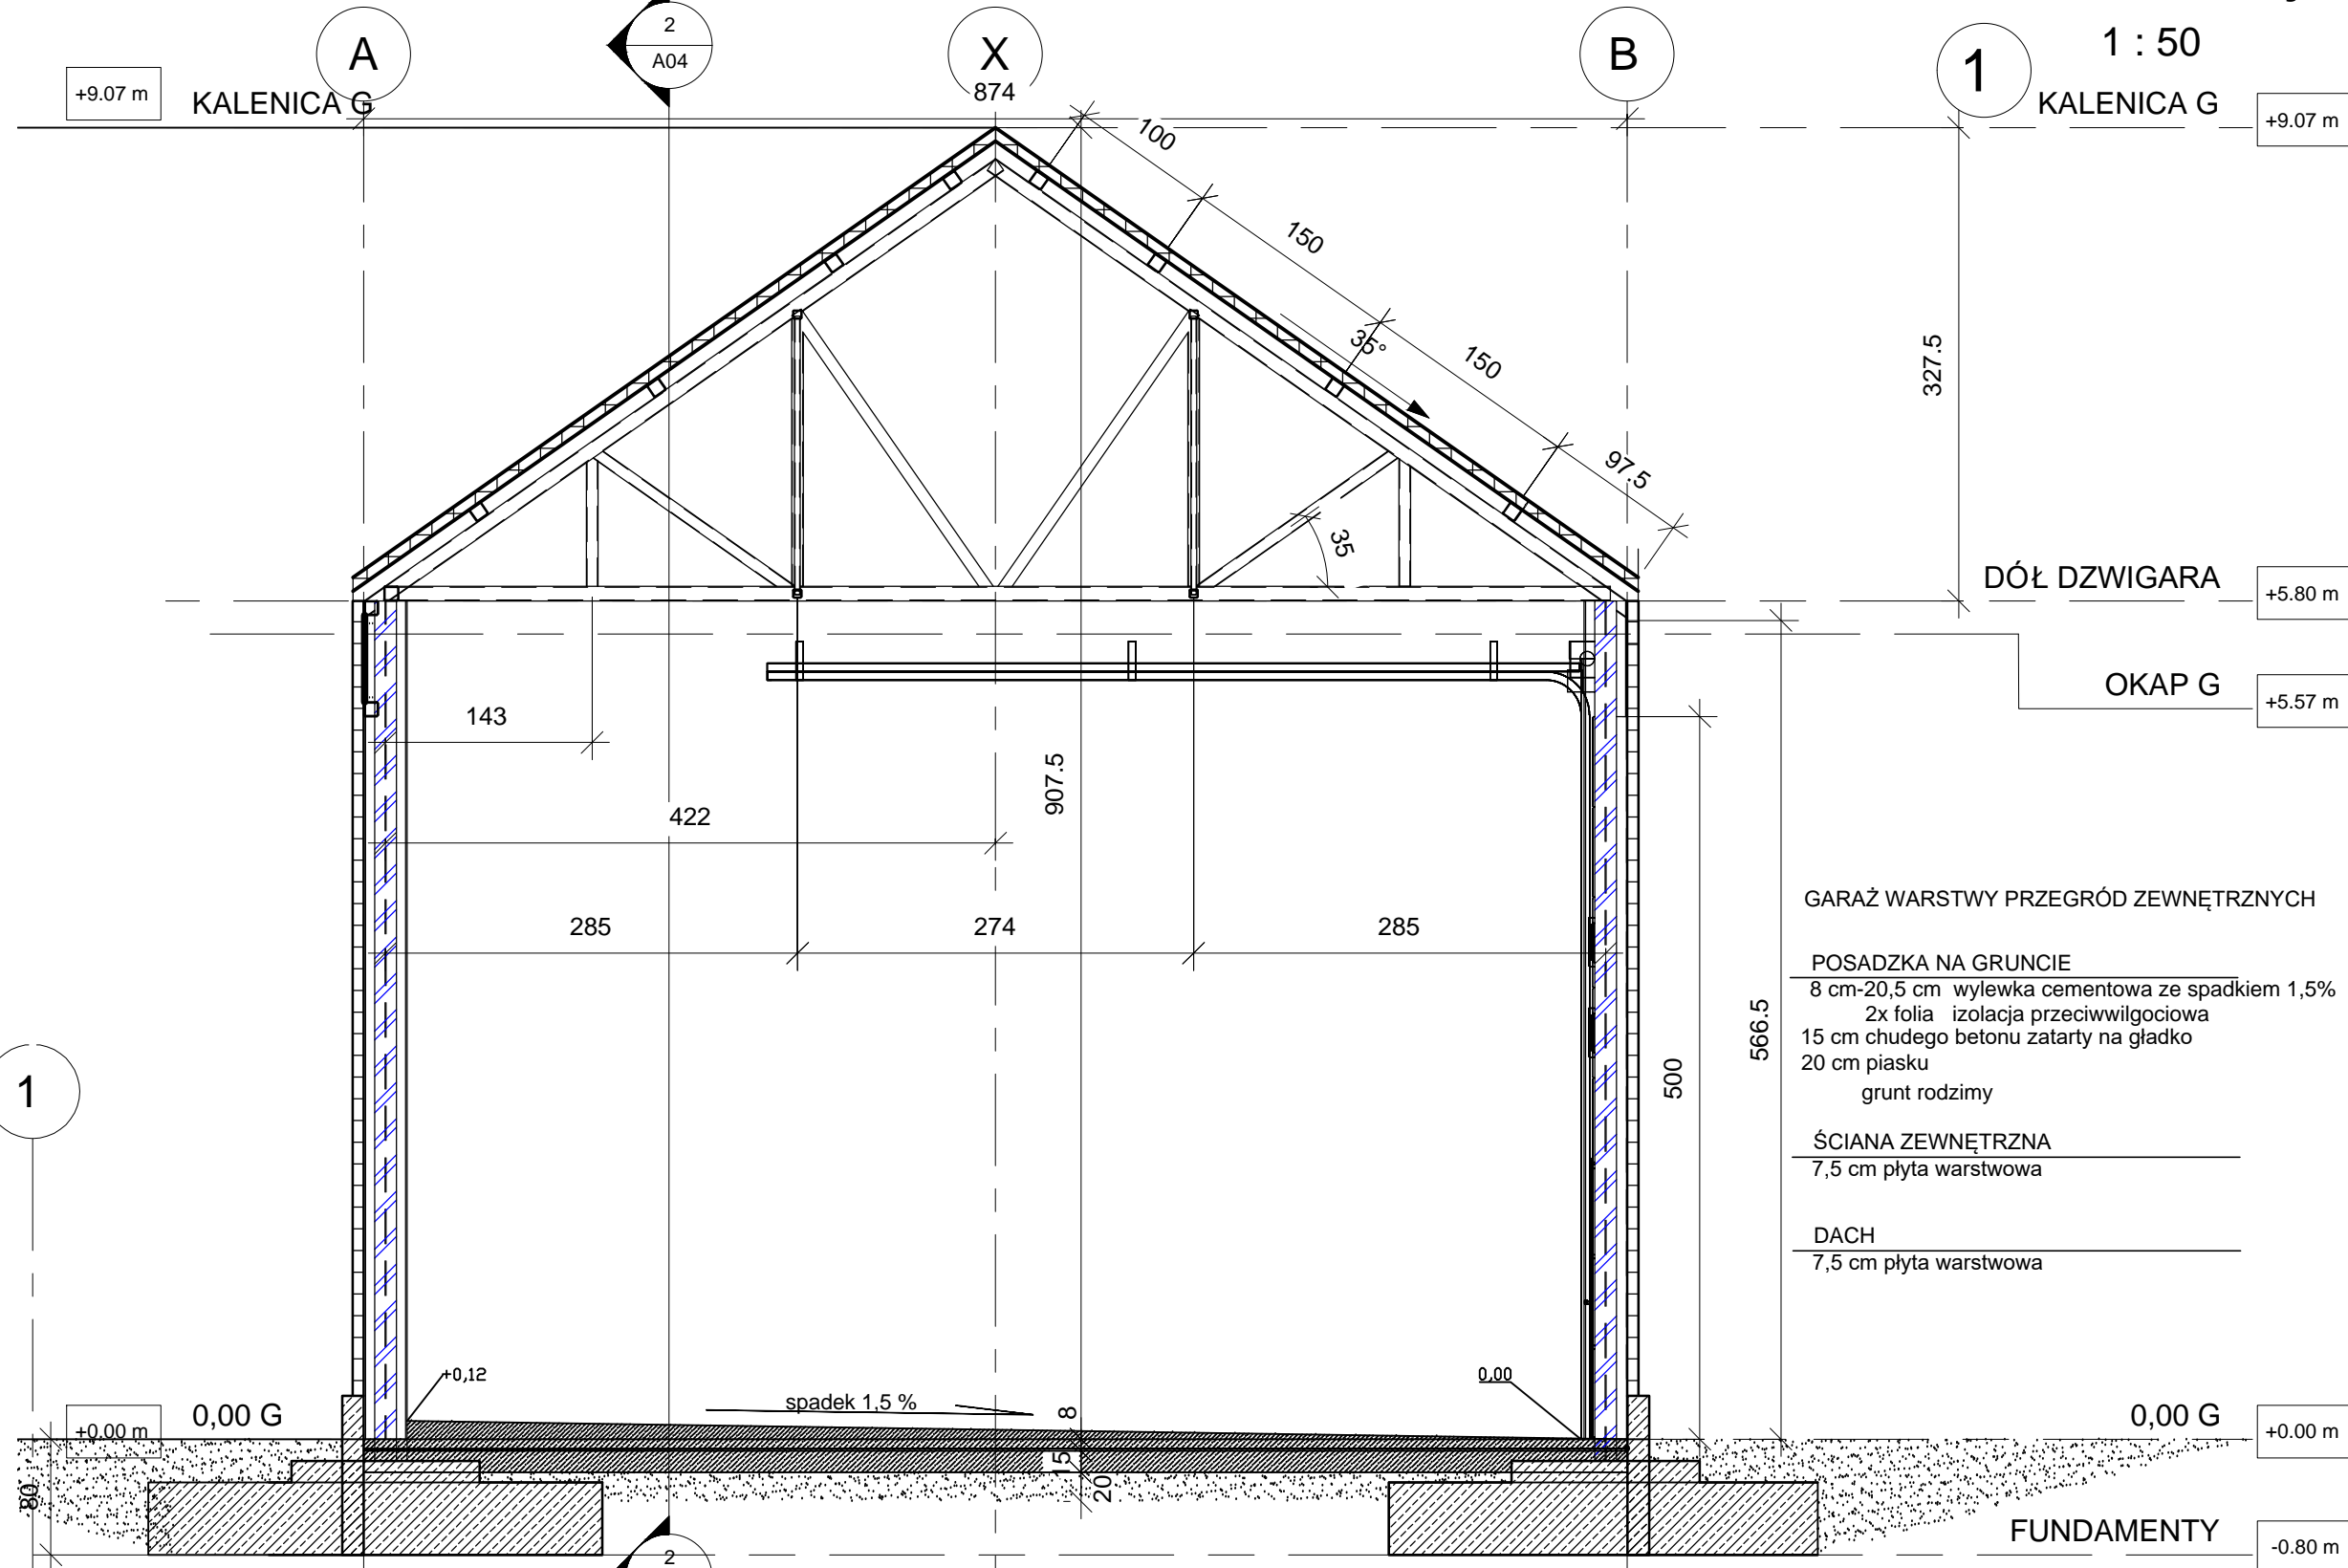 2
A04
A
X
B
1
1 : 50
+9.07 m
KALENICA G
874
KALENICA G
+9.07 m
100
150
35°
150
327.5
97.5
35
DÓŁ DZWIGARA
+5.80 m
OKAP G
+5.57 m
143
907.5
422
285
274
285
566.5
500
GARAŻ WARSTWY PRZEGRÓD ZEWNĘTRZNYCH
POSADZKA NA GRUNCIE
8 cm-20,5 cm wylewka cementowa ze spadkiem 1,5%
2x folia izolacja przeciwwilgociowa
15 cm chudego betonu zatarty na gładko
20 cm piasku
grunt rodzimy
ŚCIANA ZEWNĘTRZNA
7,5 cm płyta warstwowa
DACH
7,5 cm płyta warstwowa
1
+0,12
0,00
spadek 1,5 %
8
15
20
+0.00 m
0,00 G
0,00 G
+0.00 m
80
FUNDAMENTY
-0.80 m
2